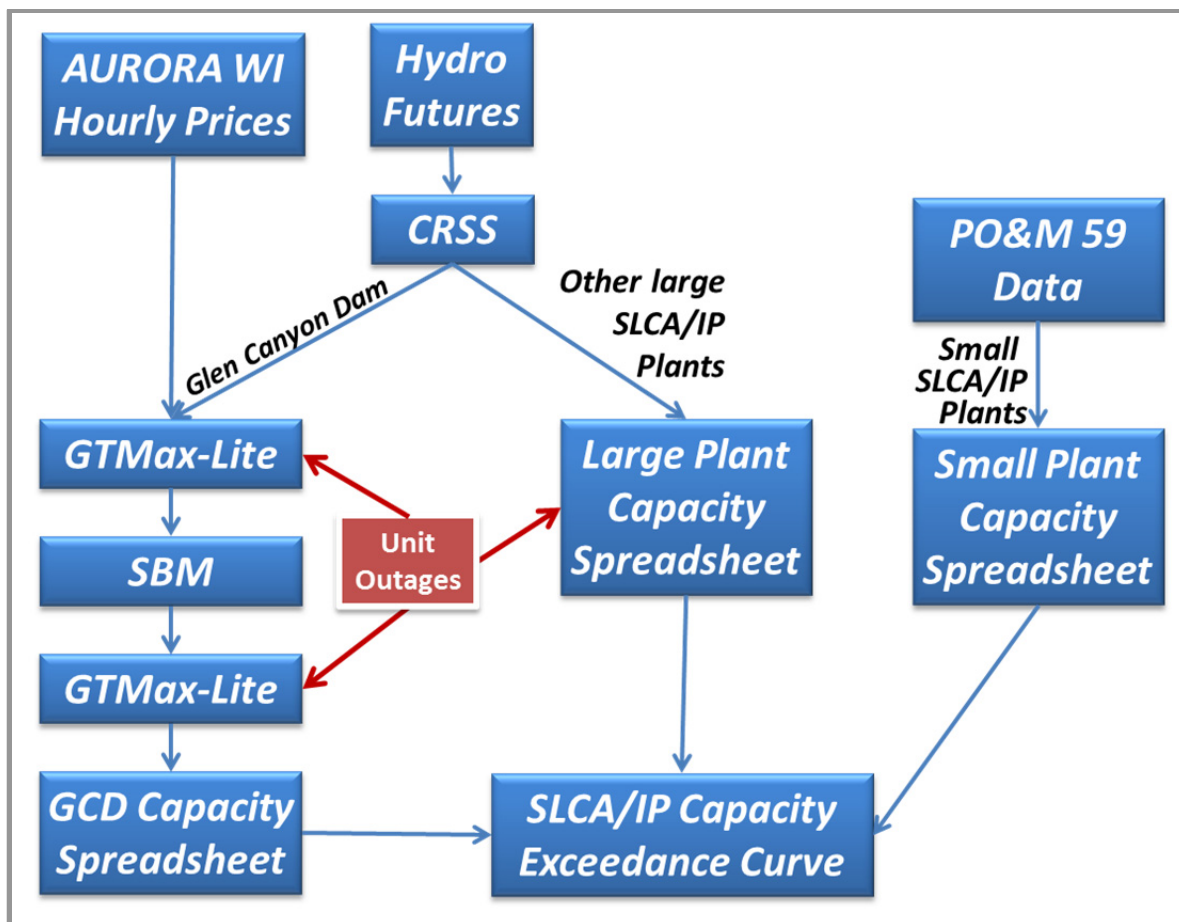 AURORA WI
Hourly Prices
Hydro
Futures
CRSS
PO&M 59
Data
Glen Canyon Dam
Other large
SLCA/IP
Plants
Small
SLCA/IP
Plants
GTMax-Lite
Large Plant
Capacity
Spreadsheet
Small Plant
Capacity
Spreadsheet
Unit
Outages
SBM
GTMax-Lite
GCD Capacity
Spreadsheet
SLCA/IP Capacity
Exceedance Curve